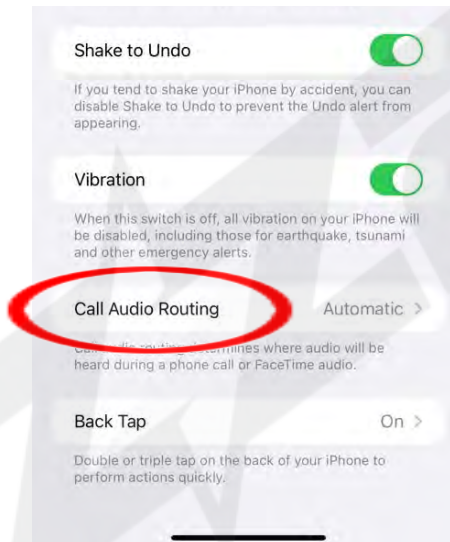 Shake to Undo
If you tend to shake your iPhone by accident, you can
disable Shake to Undo to prevent the Undo alert from
appearing.
Vibration
When this switch is off, all vibration on your iPhone will
be disabled, including those for earthquake, tsunami
and other emergency alerts.
Call Audio Routing
Automatic >
Call audio routing determines where audio will be
heard during a phone call or FaceTime audio.
Back Tap
On >
Double or triple tap on the back of your iPhone to
perform actions quickly.